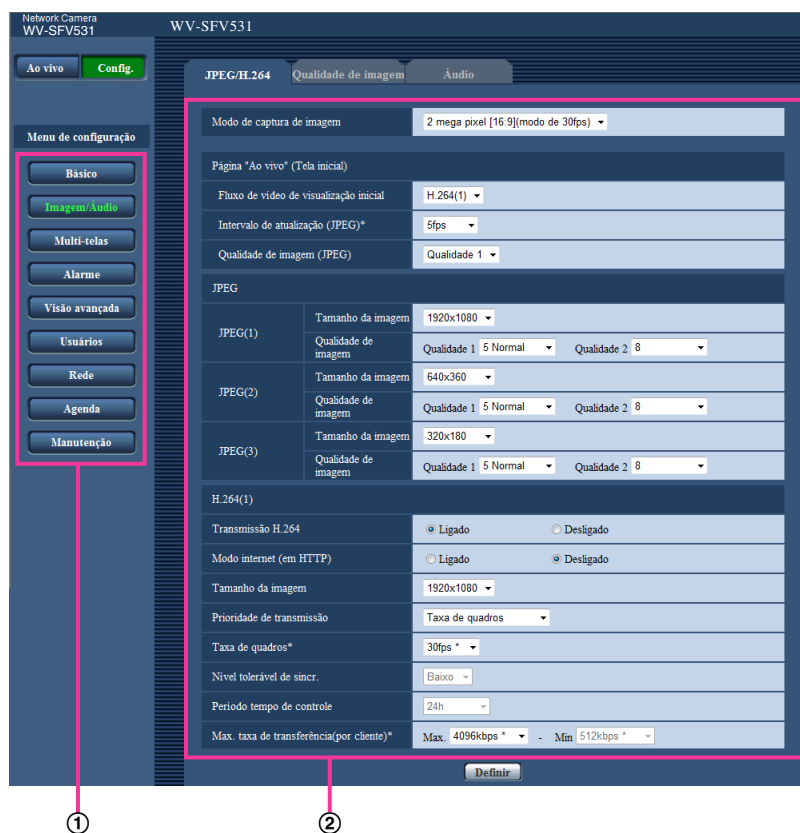 Network Camera
WV-SFV531
WV-SFV531
Ao vivo Config.
JPEG/H.264 Qualidade de imagem Áudio
Menu de configuração
Básico
Imagem/Áudio
Multi-telas
Alarme
Visão avançada
Usuários
Rede
Agenda
Manutenção
Modo de captura de imagem 2 mega pixel [16:9](modo de 30fps)
Página "Ao vivo" (Tela inicial)
Fluxo de vídeo de visualização inicial H.264(1)
Intervalo de atualização (JPEG)* 5fps
Qualidade de imagem (JPEG) Qualidade 1
JPEG
JPEG(1) Tamanho da imagem 1920x1080
Qualidade de imagem Qualidade 1 5 Normal Qualidade 2 8
JPEG(2) Tamanho da imagem 640x360
Qualidade de imagem Qualidade 1 5 Normal Qualidade 2 8
JPEG(3) Tamanho da imagem 320x180
Qualidade de imagem Qualidade 1 5 Normal Qualidade 2 8
H.264(1)
Transmissão H.264 Ligado Desligado
Modo internet (em HTTP) Ligado Desligado
Tamanho da imagem 1920x1080
Prioridade de transmissão Taxa de quadros
Taxa de quadros* 30fps *
Nível tolerável de sincr. Baixo
Período tempo de controle 24h
Max. taxa de transferência(por cliente)* Max. 4096kbps * - Min 512kbps *
Definir
① ②